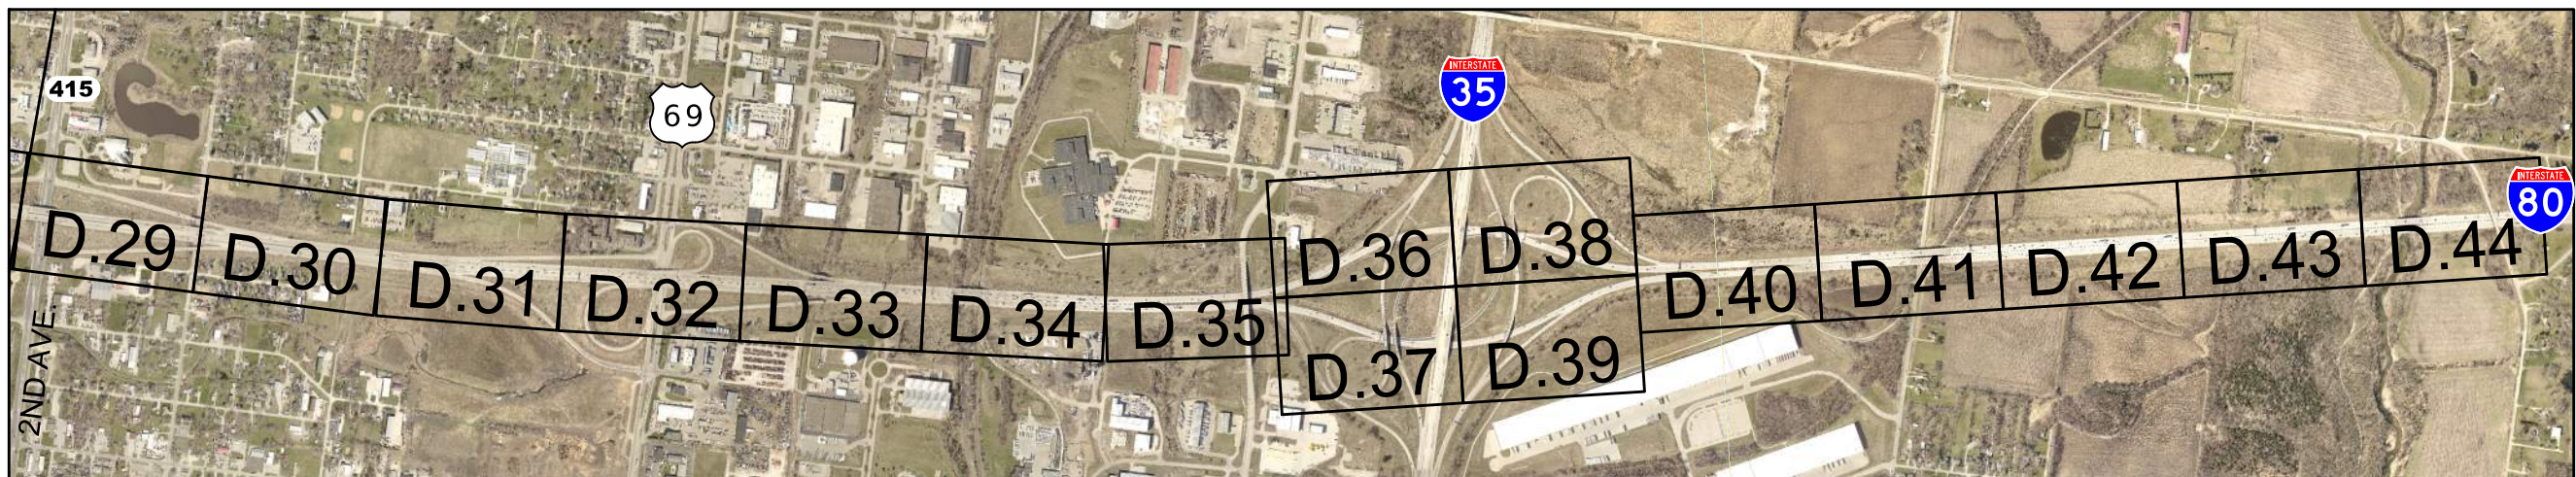 415
69
INTERSTATE
35
INTERSTATE
80
D.29
D.30
D.31
D.32
D.33
D.34
D.35
D.36
D.37
D.38
D.39
D.40
D.41
D.42
D.43
D.44
2ND AVE.